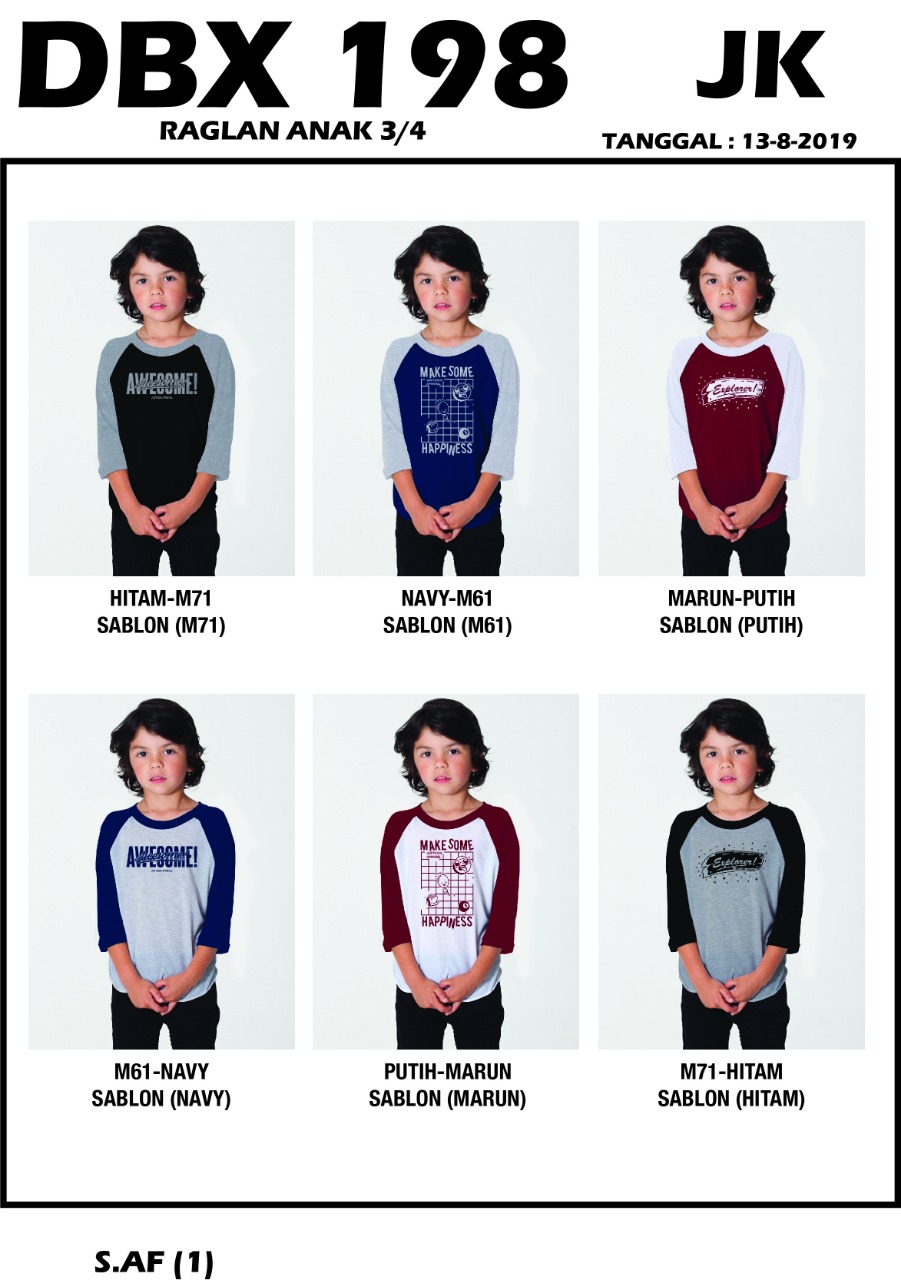 DBX 198
JK
RAGLAN ANAK 3/4
TANGGAL : 13-8-2019
AWESOME!
MAKE SOME
HAPPINESS
Explorer!
HITAM-M71
SABLON (M71)
NAVY-M61
SABLON (M61)
MARUN-PUTIH
SABLON (PUTIH)
AWESOME!
MAKE SOME
HAPPINESS
Explorer!
M61-NAVY
SABLON (NAVY)
PUTIH-MARUN
SABLON (MARUN)
M71-HITAM
SABLON (HITAM)
S.AF (1)